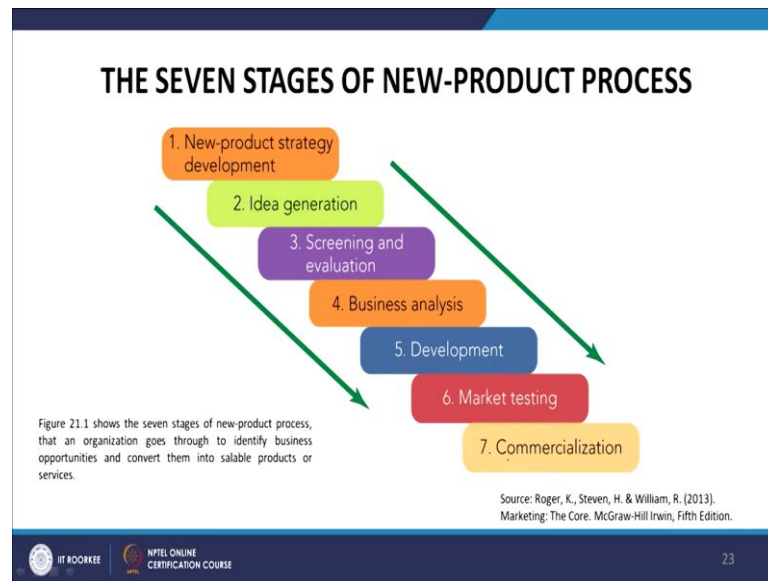 THE SEVEN STAGES OF NEW-PRODUCT PROCESS
1. New-product strategy
development
2. Idea generation
3. Screening and
evaluation
4. Business analysis
5. Development
6. Market testing
7. Commercialization
Figure 21.1 shows the seven stages of new-product process,
that an organization goes through to identify business
opportunities and convert them into salable products or
services.
Source: Roger, K., Steven, H. & William, R. (2013).
Marketing: The Core. McGraw-Hill Irwin, Fifth Edition.
IIT ROORKEE
NPTEL ONLINE
CERTIFICATION COURSE
23